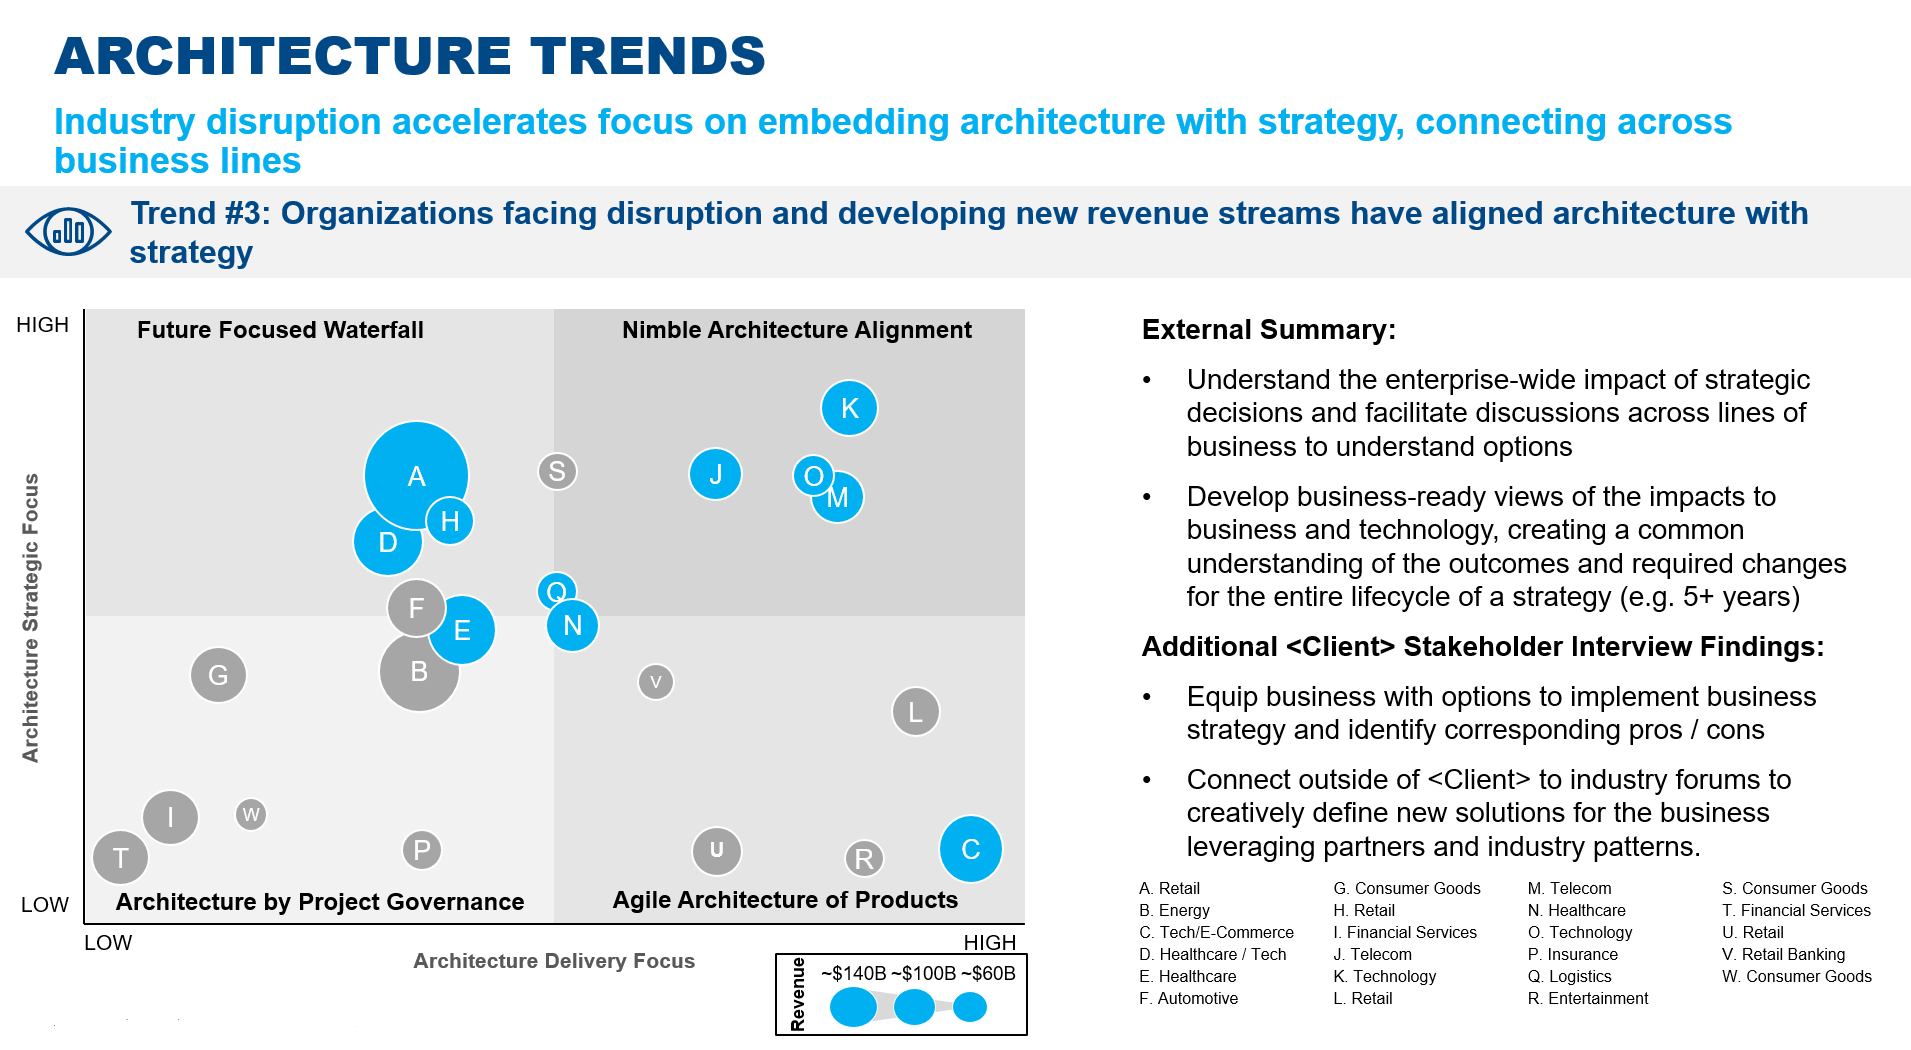 ARCHITECTURE TRENDS
Industry disruption accelerates focus on embedding architecture with strategy, connecting across
business lines
Trend #3: Organizations facing disruption and developing new revenue streams have aligned architecture with
strategy
HIGH
Future Focused Waterfall
Nimble Architecture Alignment
K
A
S
J
O
M
H
D
Q
F
E
N
G
B
V
L
I
W
T
P
U
R
C
Architecture by Project Governance
Agile Architecture of Products
LOW
LOW
HIGH
Architecture Strategic Focus
Architecture Delivery Focus
Revenue
~$140B ~$100B ~$60B
External Summary:
• Understand the enterprise-wide impact of strategic
decisions and facilitate discussions across lines of
business to understand options
• Develop business-ready views of the impacts to
business and technology, creating a common
understanding of the outcomes and required changes
for the entire lifecycle of a strategy (e.g. 5+ years)
Additional <Client> Stakeholder Interview Findings:
• Equip business with options to implement business
strategy and identify corresponding pros / cons
• Connect outside of <Client> to industry forums to
creatively define new solutions for the business
leveraging partners and industry patterns.
A. Retail
B. Energy
C. Tech/E-Commerce
D. Healthcare / Tech
E. Healthcare
F. Automotive
G. Consumer Goods
H. Retail
I. Financial Services
J. Telecom
K. Technology
L. Retail
M. Telecom
N. Healthcare
O. Technology
P. Insurance
Q. Logistics
R. Entertainment
S. Consumer Goods
T. Financial Services
U. Retail
V. Retail Banking
W. Consumer Goods